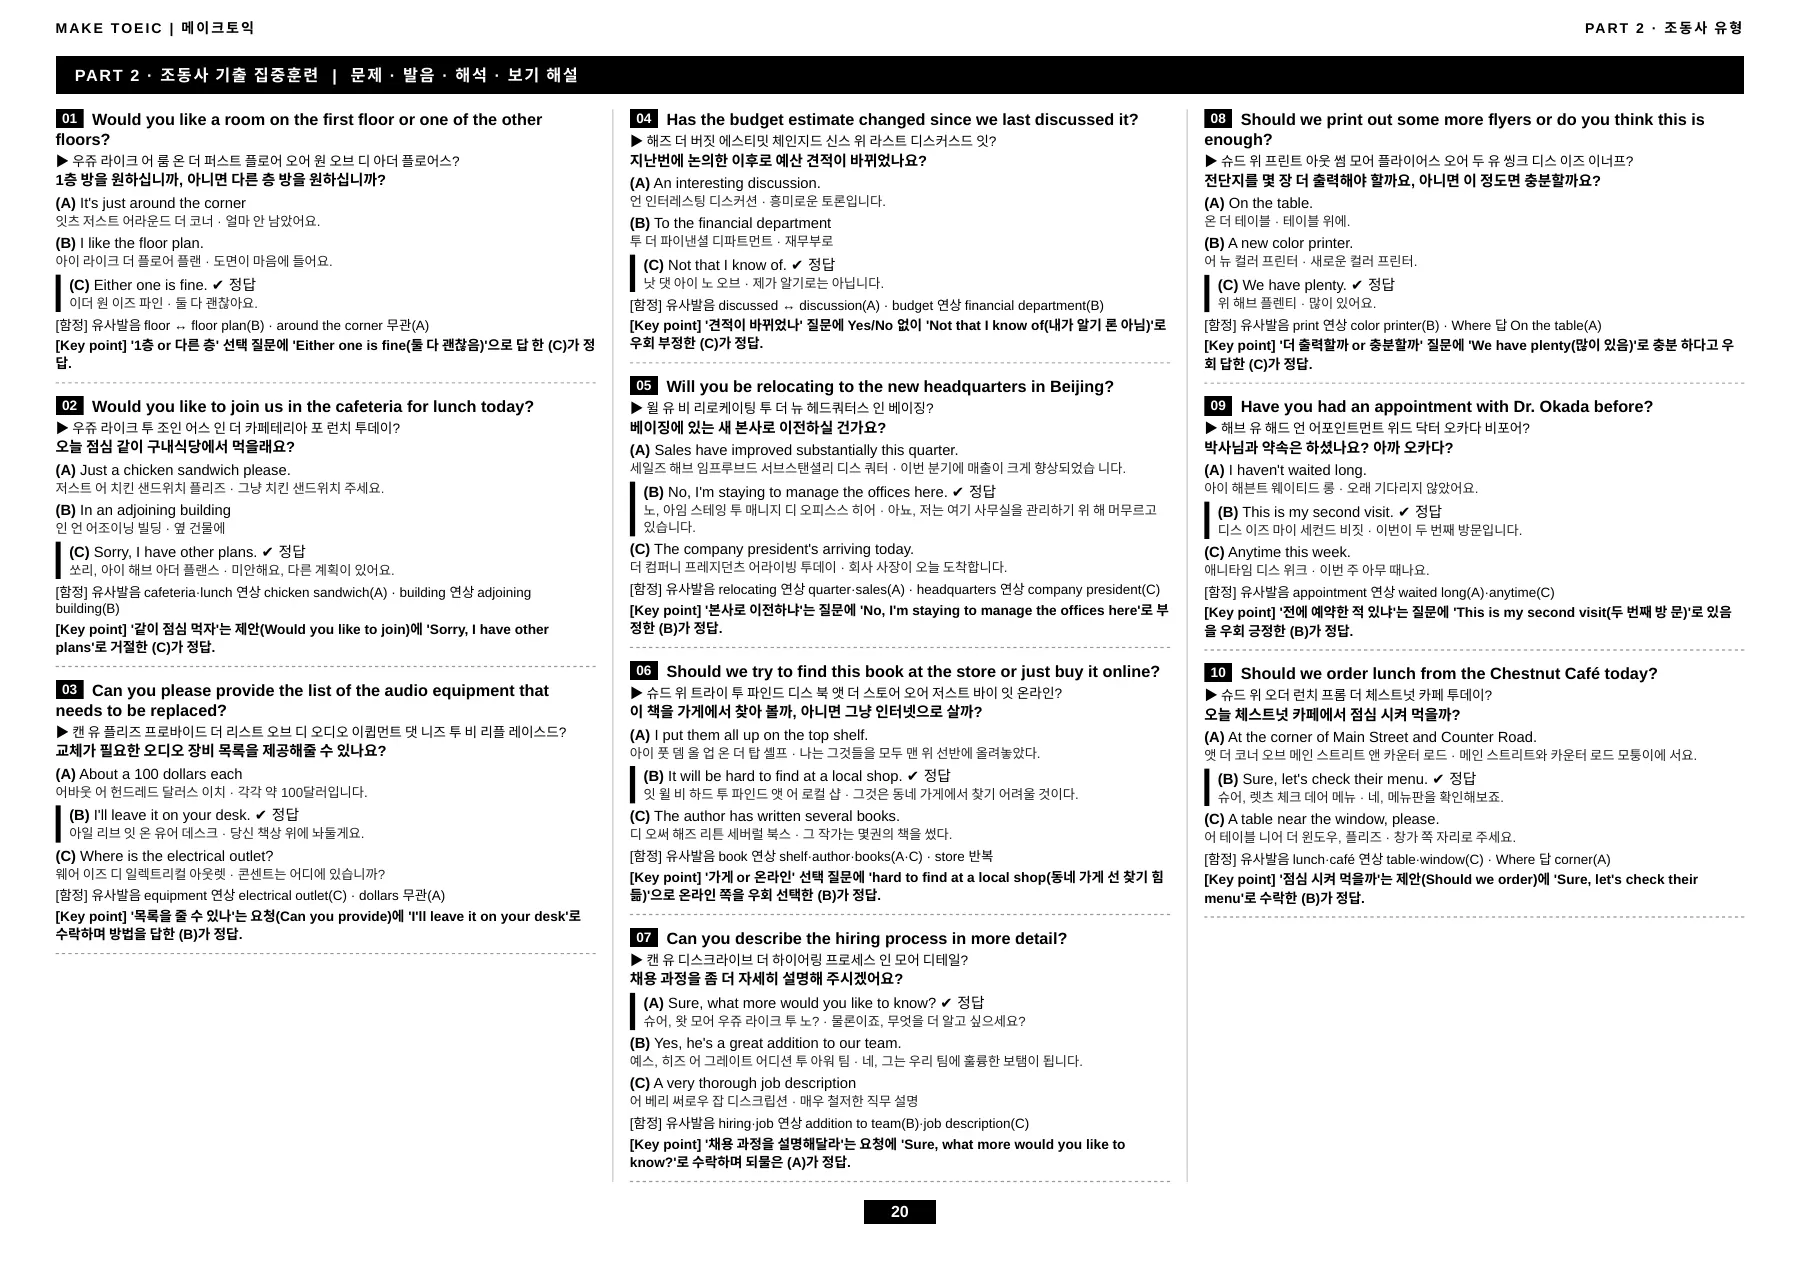 MAKE TOEIC | 메이크토익
PART 2 · 조동사 유형
PART 2 · 조동사 기출 집중훈련 | 문제 · 발음 · 해석 · 보기 해설
01 Would you like a room on the first floor or one of the other
floors?
▶ 우쥬 라이크 어 룸 온 더 퍼스트 플로어 오어 원 오브 디 아더 플로어스?
1층 방을 원하십니까, 아니면 다른 층 방을 원하십니까?
(A) It's just around the corner
잇츠 저스트 어라운드 더 코너 · 얼마 안 남았어요.
(B) I like the floor plan.
아이 라이크 더 플로어 플랜 · 도면이 마음에 들어요.
(C) Either one is fine. ✔ 정답
이더 원 이즈 파인 · 둘 다 괜찮아요.
[함정] 유사발음 floor ↔ floor plan(B) · around the corner 무관(A)
[Key point] '1층 or 다른 층' 선택 질문에 'Either one is fine(둘 다 괜찮음)'으로 답 한 (C)가 정
답.
02 Would you like to join us in the cafeteria for lunch today?
▶ 우쥬 라이크 투 조인 어스 인 더 카페테리아 포 런치 투데이?
오늘 점심 같이 구내식당에서 먹을래요?
(A) Just a chicken sandwich please.
저스트 어 치킨 샌드위치 플리즈 · 그냥 치킨 샌드위치 주세요.
(B) In an adjoining building
인 언 어조이닝 빌딩 · 옆 건물에
(C) Sorry, I have other plans. ✔ 정답
쏘리, 아이 해브 아더 플랜스 · 미안해요, 다른 계획이 있어요.
[함정] 유사발음 cafeteria·lunch 연상 chicken sandwich(A) · building 연상 adjoining
building(B)
[Key point] '같이 점심 먹자'는 제안(Would you like to join)에 'Sorry, I have other
plans'로 거절한 (C)가 정답.
03 Can you please provide the list of the audio equipment that
needs to be replaced?
▶ 캔 유 플리즈 프로바이드 더 리스트 오브 디 오디오 이큅먼트 댓 니즈 투 비 리플 레이스드?
교체가 필요한 오디오 장비 목록을 제공해줄 수 있나요?
(A) About a 100 dollars each
어바웃 어 헌드레드 달러스 이치 · 각각 약 100달러입니다.
(B) I'll leave it on your desk. ✔ 정답
아일 리브 잇 온 유어 데스크 · 당신 책상 위에 놔둘게요.
(C) Where is the electrical outlet?
웨어 이즈 디 일렉트리컬 아웃렛 · 콘센트는 어디에 있습니까?
[함정] 유사발음 equipment 연상 electrical outlet(C) · dollars 무관(A)
[Key point] '목록을 줄 수 있나'는 요청(Can you provide)에 'I'll leave it on your desk'로
수락하며 방법을 답한 (B)가 정답.
04 Has the budget estimate changed since we last discussed it?
▶ 해즈 더 버짓 에스티밋 체인지드 신스 위 라스트 디스커스드 잇?
지난번에 논의한 이후로 예산 견적이 바뀌었나요?
(A) An interesting discussion.
언 인터레스팅 디스커션 · 흥미로운 토론입니다.
(B) To the financial department
투 더 파이낸셜 디파트먼트 · 재무부로
(C) Not that I know of. ✔ 정답
낫 댓 아이 노 오브 · 제가 알기로는 아닙니다.
[함정] 유사발음 discussed ↔ discussion(A) · budget 연상 financial department(B)
[Key point] '견적이 바뀌었나' 질문에 Yes/No 없이 'Not that I know of(내가 알기 론 아님)'로
우회 부정한 (C)가 정답.
05 Will you be relocating to the new headquarters in Beijing?
▶ 윌 유 비 리로케이팅 투 더 뉴 헤드쿼터스 인 베이징?
베이징에 있는 새 본사로 이전하실 건가요?
(A) Sales have improved substantially this quarter.
세일즈 해브 임프루브드 서브스탠셜리 디스 쿼터 · 이번 분기에 매출이 크게 향상되었습 니다.
(B) No, I'm staying to manage the offices here. ✔ 정답
노, 아임 스테잉 투 매니지 디 오피스스 히어 · 아뇨, 저는 여기 사무실을 관리하기 위 해 머무르고
있습니다.
(C) The company president's arriving today.
더 컴퍼니 프레지던츠 어라이빙 투데이 · 회사 사장이 오늘 도착합니다.
[함정] 유사발음 relocating 연상 quarter·sales(A) · headquarters 연상 company president(C)
[Key point] '본사로 이전하냐'는 질문에 'No, I'm staying to manage the offices here'로 부
정한 (B)가 정답.
06 Should we try to find this book at the store or just buy it online?
▶ 슈드 위 트라이 투 파인드 디스 북 앳 더 스토어 오어 저스트 바이 잇 온라인?
이 책을 가게에서 찾아 볼까, 아니면 그냥 인터넷으로 살까?
(A) I put them all up on the top shelf.
아이 풋 뎀 올 업 온 더 탑 셸프 · 나는 그것들을 모두 맨 위 선반에 올려놓았다.
(B) It will be hard to find at a local shop. ✔ 정답
잇 윌 비 하드 투 파인드 앳 어 로컬 샵 · 그것은 동네 가게에서 찾기 어려울 것이다.
(C) The author has written several books.
디 오써 해즈 리튼 세버럴 북스 · 그 작가는 몇권의 책을 썼다.
[함정] 유사발음 book 연상 shelf·author·books(A·C) · store 반복
[Key point] '가게 or 온라인' 선택 질문에 'hard to find at a local shop(동네 가게 선 찾기 힘
듦)'으로 온라인 쪽을 우회 선택한 (B)가 정답.
07 Can you describe the hiring process in more detail?
▶ 캔 유 디스크라이브 더 하이어링 프로세스 인 모어 디테일?
채용 과정을 좀 더 자세히 설명해 주시겠어요?
(A) Sure, what more would you like to know? ✔ 정답
슈어, 왓 모어 우쥬 라이크 투 노? · 물론이죠, 무엇을 더 알고 싶으세요?
(B) Yes, he's a great addition to our team.
예스, 히즈 어 그레이트 어디션 투 아워 팀 · 네, 그는 우리 팀에 훌륭한 보탬이 됩니다.
(C) A very thorough job description
어 베리 써로우 잡 디스크립션 · 매우 철저한 직무 설명
[함정] 유사발음 hiring·job 연상 addition to team(B)·job description(C)
[Key point] '채용 과정을 설명해달라'는 요청에 'Sure, what more would you like to
know?'로 수락하며 되물은 (A)가 정답.
08 Should we print out some more flyers or do you think this is
enough?
▶ 슈드 위 프린트 아웃 썸 모어 플라이어스 오어 두 유 씽크 디스 이즈 이너프?
전단지를 몇 장 더 출력해야 할까요, 아니면 이 정도면 충분할까요?
(A) On the table.
온 더 테이블 · 테이블 위에.
(B) A new color printer.
어 뉴 컬러 프린터 · 새로운 컬러 프린터.
(C) We have plenty. ✔ 정답
위 해브 플렌티 · 많이 있어요.
[함정] 유사발음 print 연상 color printer(B) · Where 답 On the table(A)
[Key point] '더 출력할까 or 충분할까' 질문에 'We have plenty(많이 있음)'로 충분 하다고 우
회 답한 (C)가 정답.
09 Have you had an appointment with Dr. Okada before?
▶ 해브 유 해드 언 어포인트먼트 위드 닥터 오카다 비포어?
박사님과 약속은 하셨나요? 아까 오카다?
(A) I haven't waited long.
아이 해븐트 웨이티드 롱 · 오래 기다리지 않았어요.
(B) This is my second visit. ✔ 정답
디스 이즈 마이 세컨드 비짓 · 이번이 두 번째 방문입니다.
(C) Anytime this week.
애니타임 디스 위크 · 이번 주 아무 때나요.
[함정] 유사발음 appointment 연상 waited long(A)·anytime(C)
[Key point] '전에 예약한 적 있냐'는 질문에 'This is my second visit(두 번째 방 문)'로 있음
을 우회 긍정한 (B)가 정답.
10 Should we order lunch from the Chestnut Café today?
▶ 슈드 위 오더 런치 프롬 더 체스트넛 카페 투데이?
오늘 체스트넛 카페에서 점심 시켜 먹을까?
(A) At the corner of Main Street and Counter Road.
앳 더 코너 오브 메인 스트리트 앤 카운터 로드 · 메인 스트리트와 카운터 로드 모퉁이에 서요.
(B) Sure, let's check their menu. ✔ 정답
슈어, 렛츠 체크 데어 메뉴 · 네, 메뉴판을 확인해보죠.
(C) A table near the window, please.
어 테이블 니어 더 윈도우, 플리즈 · 창가 쪽 자리로 주세요.
[함정] 유사발음 lunch·café 연상 table·window(C) · Where 답 corner(A)
[Key point] '점심 시켜 먹을까'는 제안(Should we order)에 'Sure, let's check their
menu'로 수락한 (B)가 정답.
20